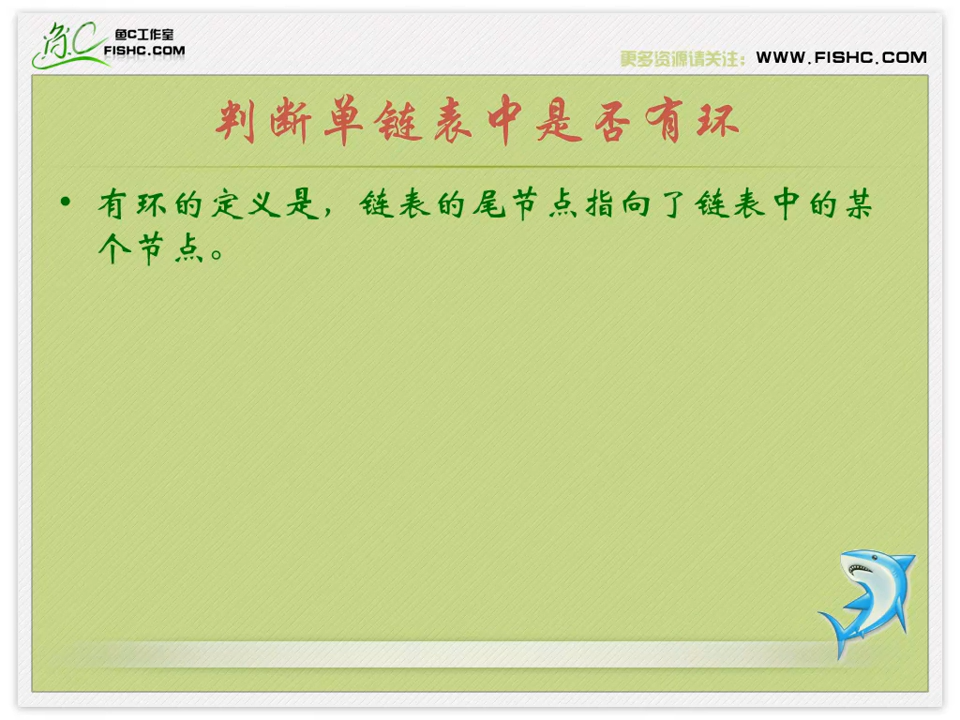 鱼C
鱼C工作室
FISHC.COM
更多资源请关注：WWW.FISHC.COM
判断单链表中是否有环
• 有环的定义是，链表的尾节点指向了链表中的某
个节点。